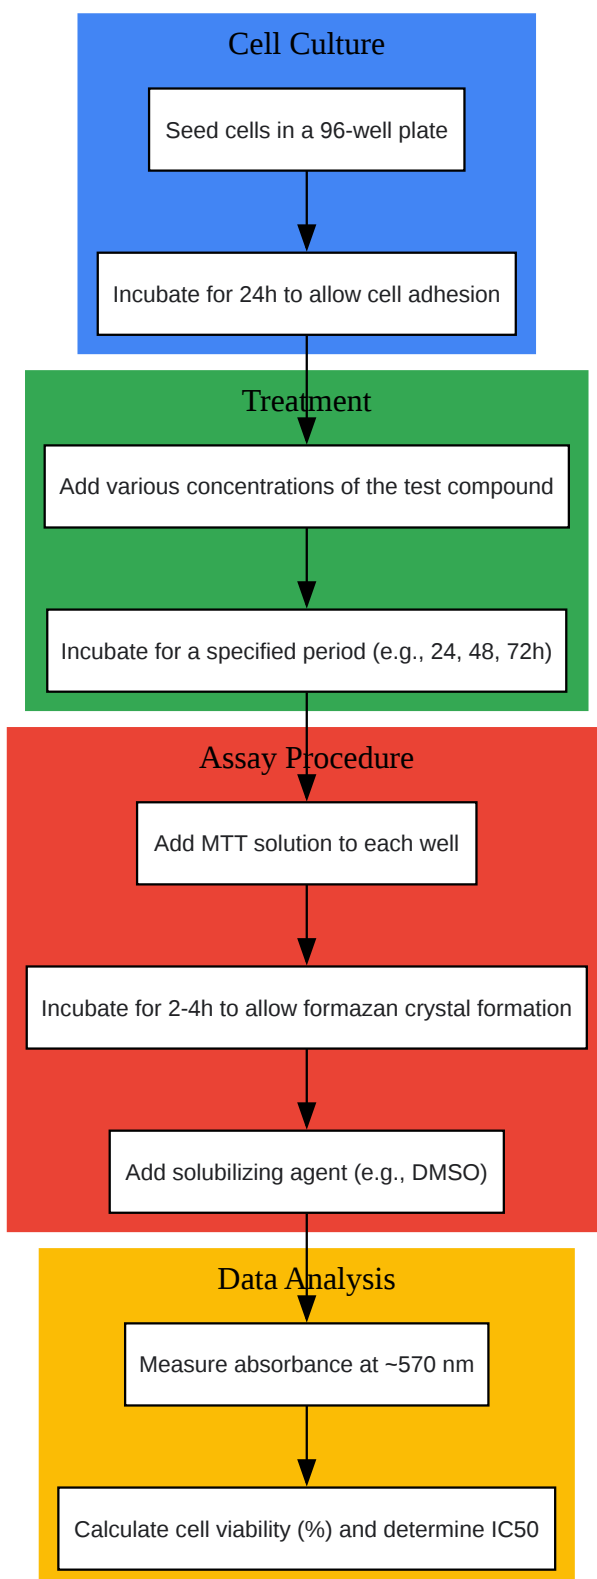 Cell Culture
Seed cells in a 96-well plate
Incubate for 24h to allow cell adhesion
Treatment
Add various concentrations of the test compound
Incubate for a specified period (e.g., 24, 48, 72h)
Assay Procedure
Add MTT solution to each well
Incubate for 2-4h to allow formazan crystal formation
Add solubilizing agent (e.g., DMSO)
Data Analysis
Measure absorbance at ~570 nm
Calculate cell viability (%) and determine IC50